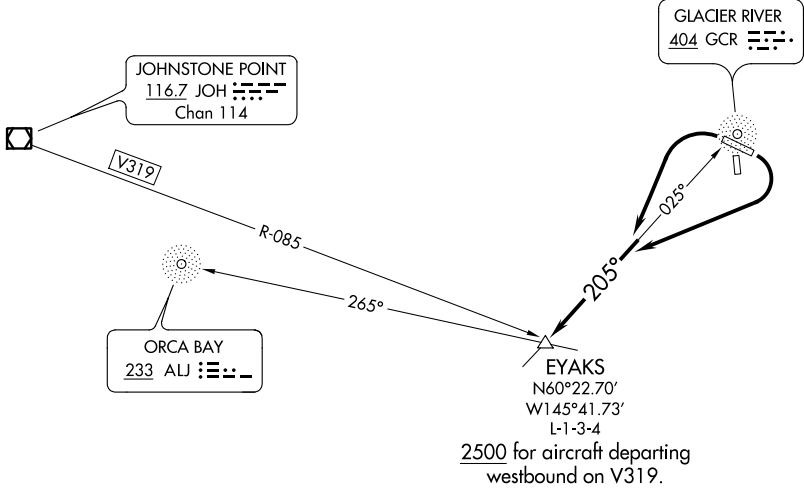 GLACIER RIVER
404 GCR
JOHNSTONE POINT
116.7 JOH
Chan 114
V319
R-085
025°
205°
265°
ORCA BAY
233 ALJ
EYAKS
N60°22.70'
W145°41.73'
L-1-3-4
2500 for aircraft departing
westbound on V319.